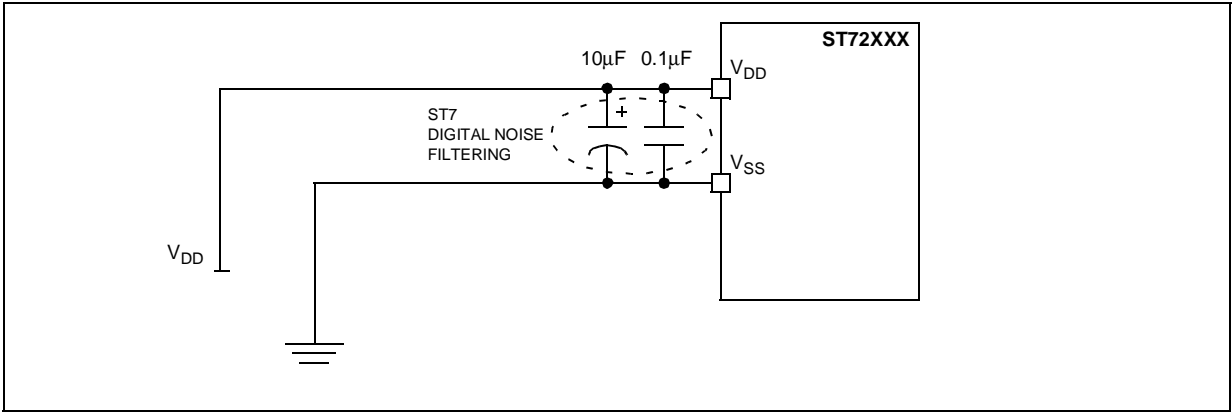 ST72XXX
10μF 0.1μF
VDD
+
ST7
DIGITAL NOISE
FILTERING
VSS
VDD